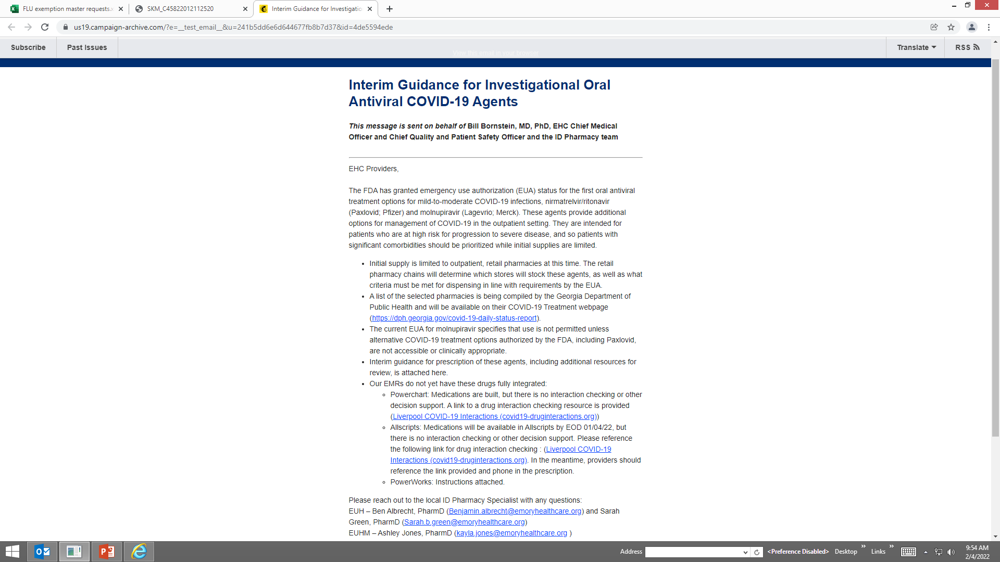 FLU exemption master requests.x
SKM_C45822012112520
Interim Guidance for Investigatio
us19.campaign-archive.com/?e=__test_email__&u=241b5dd6e6d644677fb8b7d37&id=4de5594ede
Subscribe
Past Issues
View this email in your browser
Translate
RSS
Interim Guidance for Investigational Oral
Antiviral COVID-19 Agents
This message is sent on behalf of Bill Bornstein, MD, PhD, EHC Chief Medical
Officer and Chief Quality and Patient Safety Officer and the ID Pharmacy team
EHC Providers,
The FDA has granted emergency use authorization (EUA) status for the first oral antiviral
treatment options for mild-to-moderate COVID-19 infections, nirmatrelvir/ritonavir
(Paxlovid; Pfizer) and molnupiravir (Lagevrio; Merck). These agents provide additional
options for management of COVID-19 in the outpatient setting. They are intended for
patients who are at high risk for progression to severe disease, and so patients with
significant comorbidities should be prioritized while initial supplies are limited.
• Initial supply is limited to outpatient, retail pharmacies at this time. The retail
pharmacy chains will determine which stores will stock these agents, as well as what
criteria must be met for dispensing in line with requirements by the EUA.
• A list of the selected pharmacies is being compiled by the Georgia Department of
Public Health and will be available on their COVID-19 Treatment webpage
(https://dph.georgia.gov/covid-19-daily-status-report).
• The current EUA for molnupiravir specifies that use is not permitted unless
alternative COVID-19 treatment options authorized by the FDA, including Paxlovid,
are not accessible or clinically appropriate.
• Interim guidance for prescription of these agents, including additional resources for
review, is attached here.
• Our EMRs do not yet have these drugs fully integrated:
◦ Powerchart: Medications are built, but there is no interaction checking or other
decision support. A link to a drug interaction checking resource is provided
(Liverpool COVID-19 Interactions (covid19-druginteractions.org))
◦ Allscripts: Medications will be available in Allscripts by EOD 01/04/22, but
there is no interaction checking or other decision support. Please reference
the following link for drug interaction checking : (Liverpool COVID-19
Interactions (covid19-druginteractions.org). In the meantime, providers should
reference the link provided and phone in the prescription.
◦ PowerWorks: Instructions attached.
Please reach out to the local ID Pharmacy Specialist with any questions:
EUH – Ben Albrecht, PharmD (Benjamin.albrecht@emoryhealthcare.org) and Sarah
Green, PharmD (Sarah.b.green@emoryhealthcare.org)
EUHM – Ashley Jones, PharmD (kayla.jones@emoryhealthcare.org )
Address
<Preference Disabled>
Desktop
Links
9:54 AM
2/4/2022